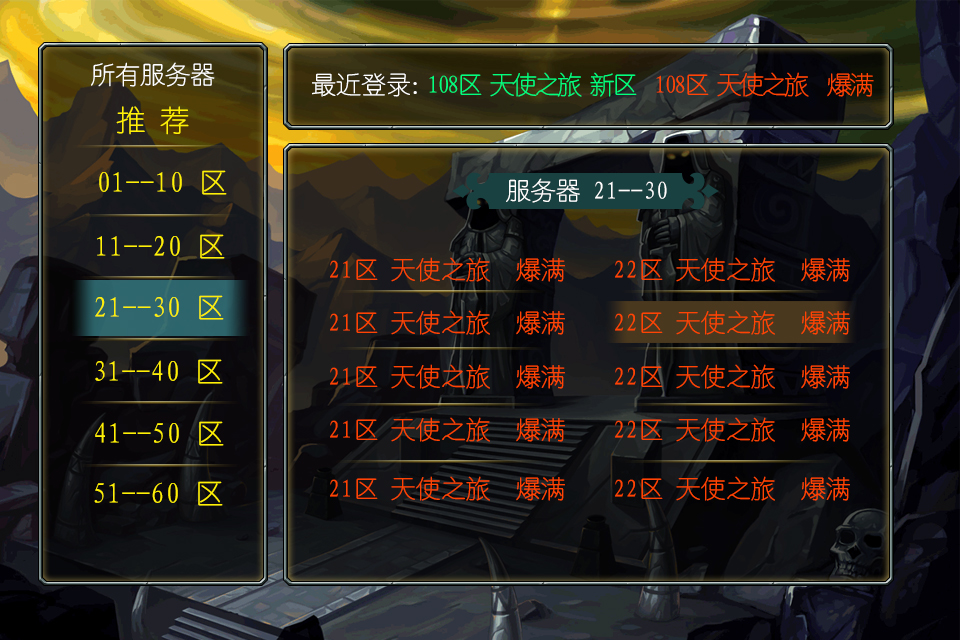 所有服务器
推 荐
01--10 区
11--20 区
21--30 区
31--40 区
41--50 区
51--60 区
最近登录: 108区 天使之旅 新区 108区 天使之旅 爆满
服务器 21--30
21区 天使之旅 爆满 22区 天使之旅 爆满
21区 天使之旅 爆满 22区 天使之旅 爆满
21区 天使之旅 爆满 22区 天使之旅 爆满
21区 天使之旅 爆满 22区 天使之旅 爆满
21区 天使之旅 爆满 22区 天使之旅 爆满